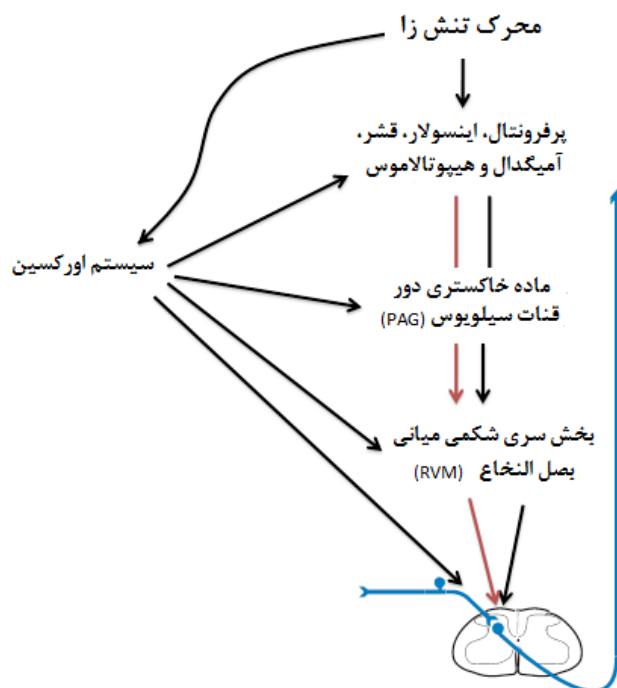 محرک تنش زا
پرفرونتال، اینسولار، قشر،
آمیگدال و هیپوتالاموس
سیستم اورکسین
ماده خاکستری دور
قنات سیلویوس (PAG)
بخش سری شکمی میانی
بصل النخاع (RVM)